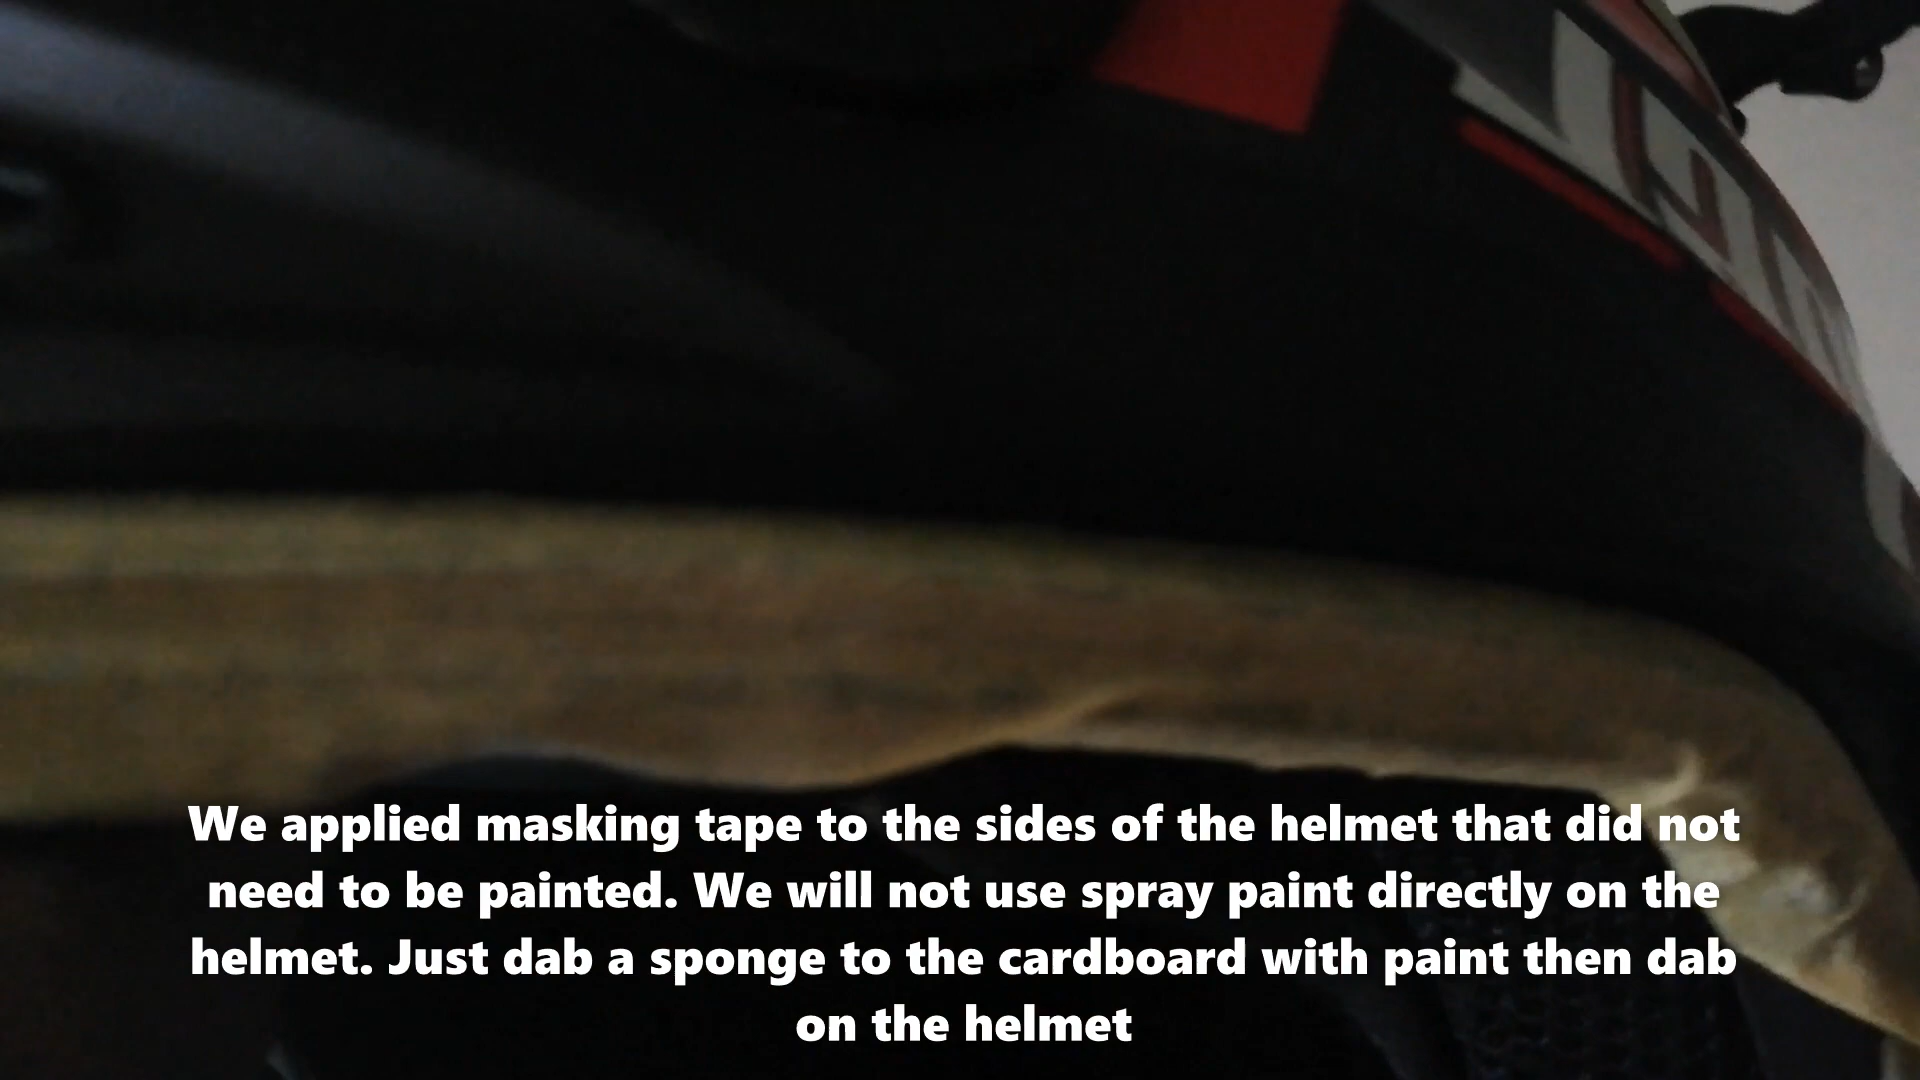 We applied masking tape to the sides of the helmet that did not
need to be painted. We will not use spray paint directly on the
helmet. Just dab a sponge to the cardboard with paint then dab
on the helmet